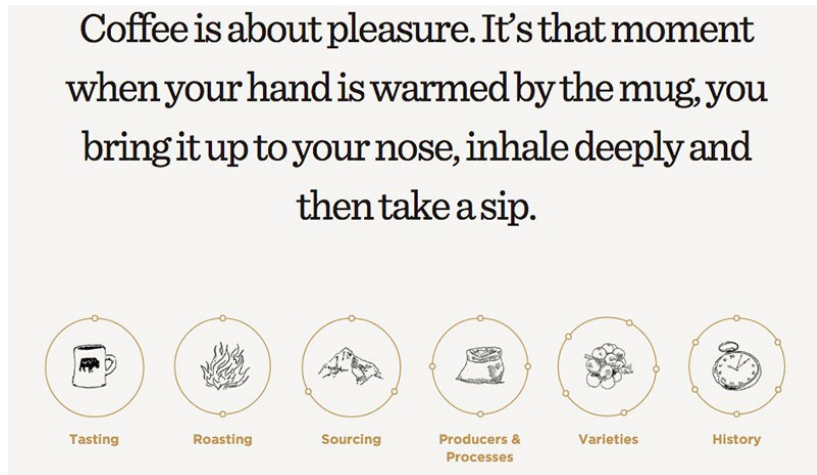 Coffee is about pleasure. It’s that moment
when your hand is warmed by the mug, you
bring it up to your nose, inhale deeply and
then take a sip.
Tasting
Roasting
Sourcing
Producers &
Processes
Varieties
History